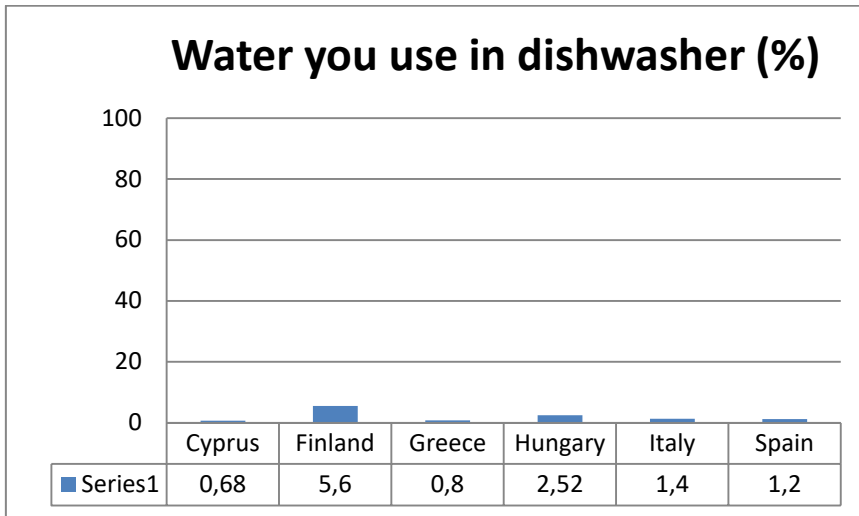 Water you use in dishwasher (%)
100
80
60
40
20
0
Cyprus Finland Greece Hungary Italy Spain
Series1 0,68 5,6 0,8 2,52 1,4 1,2